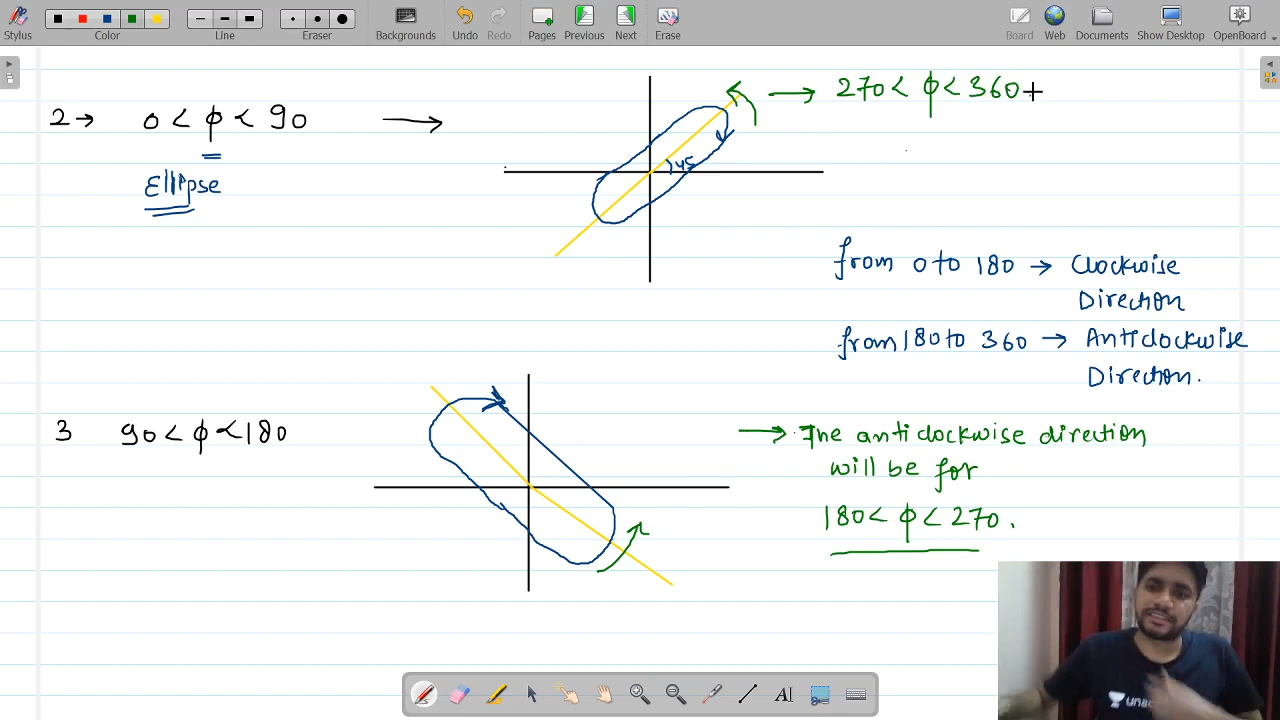 Stylus
Color
Line
Eraser
Backgrounds
Undo
Redo
Pages
Previous
Next
Erase
Board
Web
Documents
Show Desktop
OpenBoard
2→ 0 < φ < 90 →
Ellipse
45
→ 270 < φ < 360
from 0 to 180 → Clockwise
Direction
from 180 to 360 → Anticlockwise
Direction.
3 90 < φ < 180
→ The anticlockwise direction
will be for
180 < φ < 270.
AI